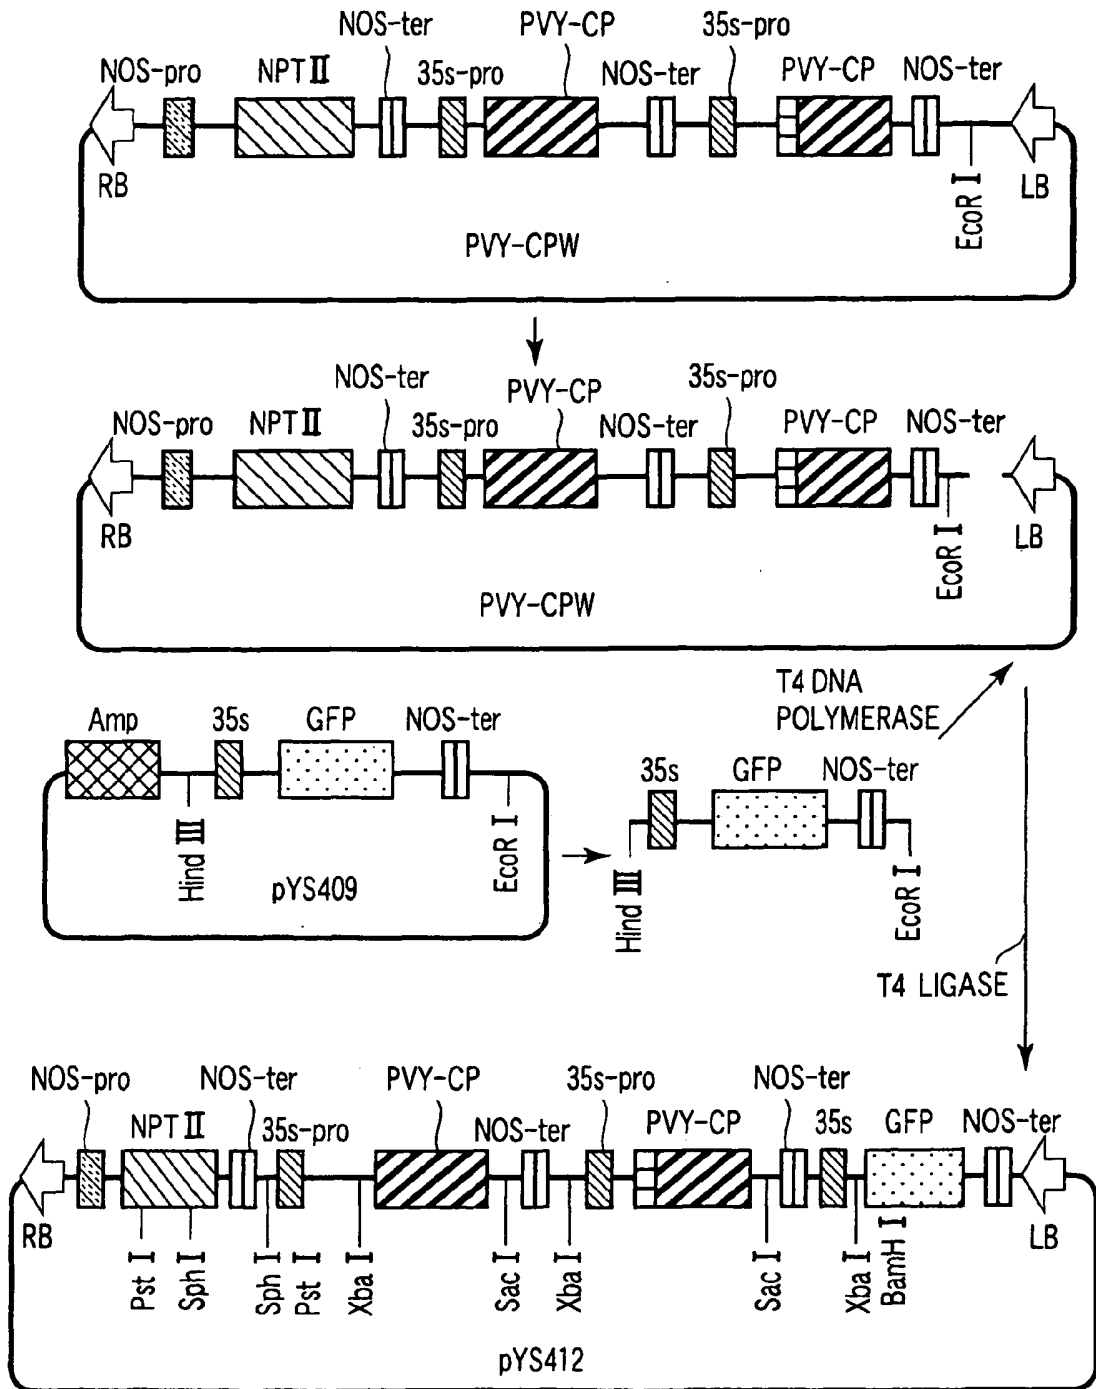 NOS-ter PVY-CP 35s-pro
NOS-pro NPT II 35s-pro NOS-ter PVY-CP NOS-ter
RB EcoR I LB
PVY-CPW
NOS-ter PVY-CP 35s-pro
NOS-pro NPT II 35s-pro NOS-ter PVY-CP NOS-ter
RB EcoR I LB
PVY-CPW
T4 DNA
POLYMERASE
Amp 35s GFP NOS-ter
Hind III EcoR I
pYS409
35s GFP NOS-ter
Hind III EcoR I
T4 LIGASE
NOS-pro NOS-ter PVY-CP 35s-pro NOS-ter
NPT II 35s-pro NOS-ter PVY-CP 35s GFP NOS-ter
RB Pst I Sph I Sph I Pst I Xba I Sac I Xba I Sac I Xba I BamH I LB
pYS412